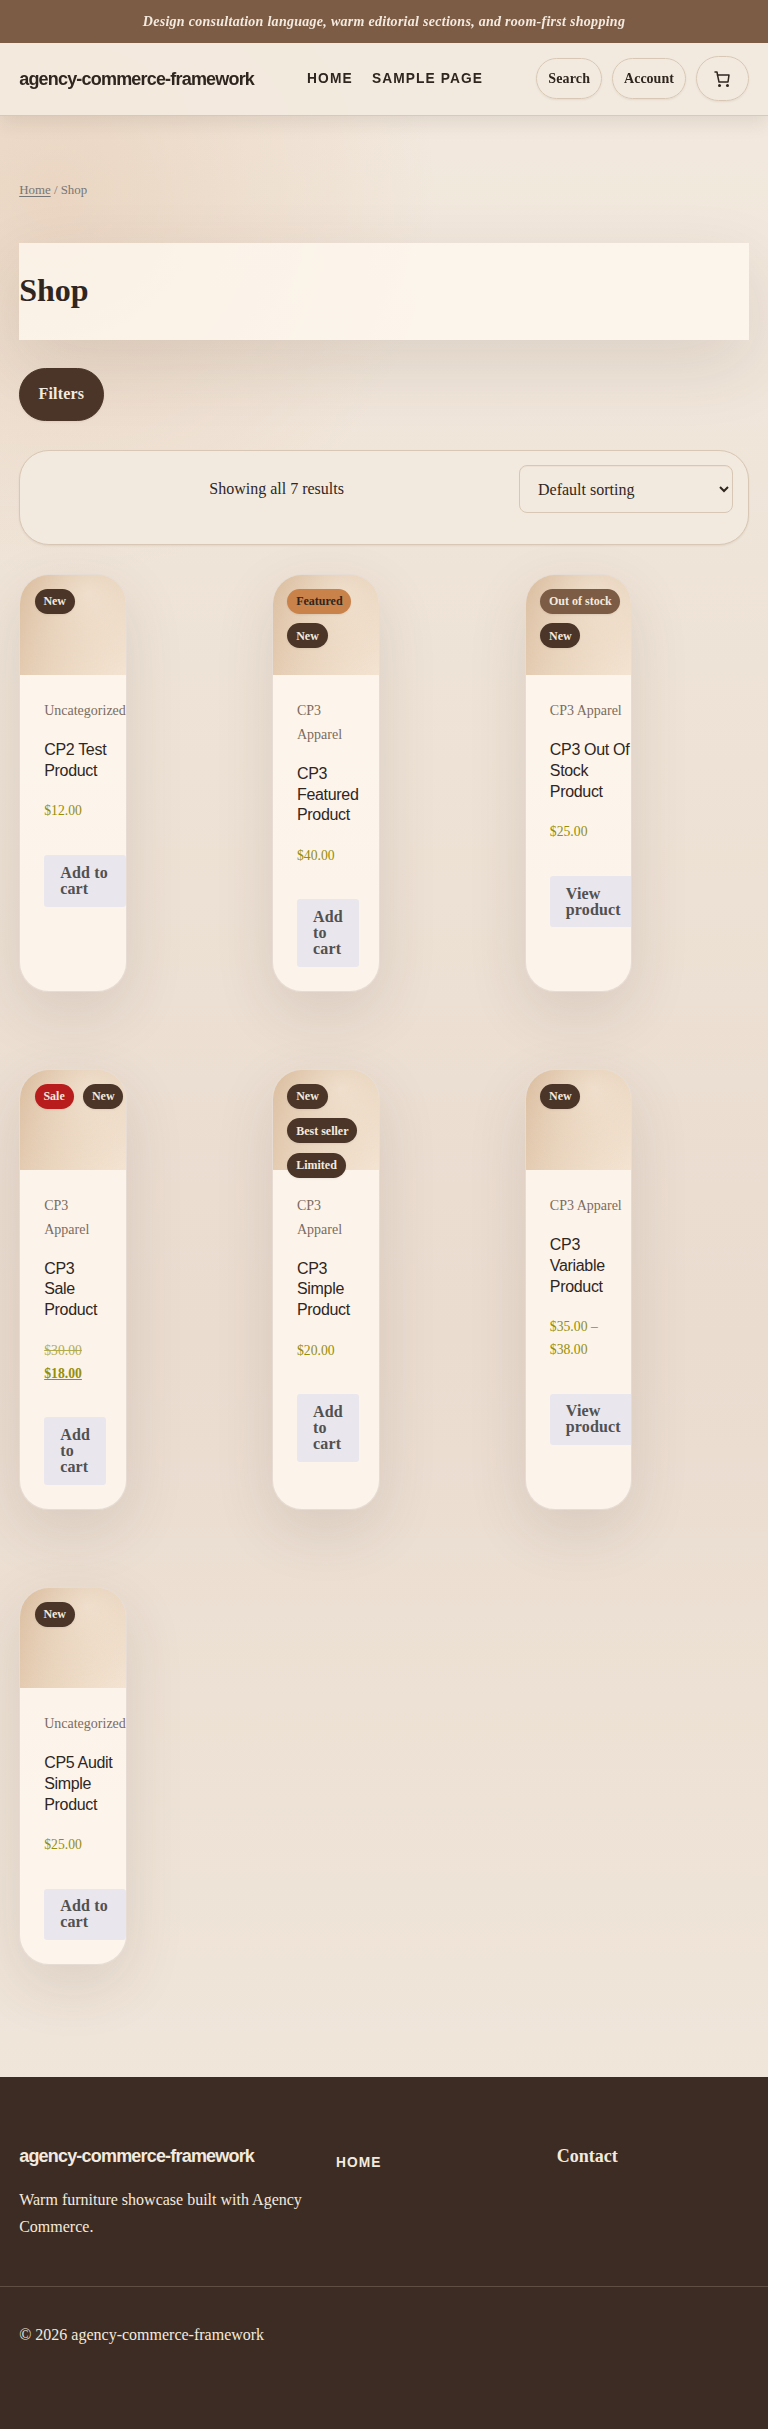 Design consultation language, warm editorial sections, and room-first shopping
agency-commerce-framework
HOME
SAMPLE PAGE
Search
Account
Home / Shop
Shop
Filters
Showing all 7 results
Default sorting
New
Uncategorized
CP2 Test
Product
$12.00
Add to
cart
Featured
New
CP3
Apparel
CP3
Featured
Product
$40.00
Add
to
cart
Out of stock
New
CP3 Apparel
CP3 Out Of
Stock
Product
$25.00
View
product
Sale
New
CP3
Apparel
CP3
Sale
Product
$30.00
$18.00
Add
to
cart
New
Best seller
Limited
CP3
Apparel
CP3
Simple
Product
$20.00
Add
to
cart
New
CP3 Apparel
CP3
Variable
Product
$35.00 –
$38.00
View
product
New
Uncategorized
CP5 Audit
Simple
Product
$25.00
Add to
cart
agency-commerce-framework
Warm furniture showcase built with Agency
Commerce.
HOME
Contact
© 2026 agency-commerce-framework